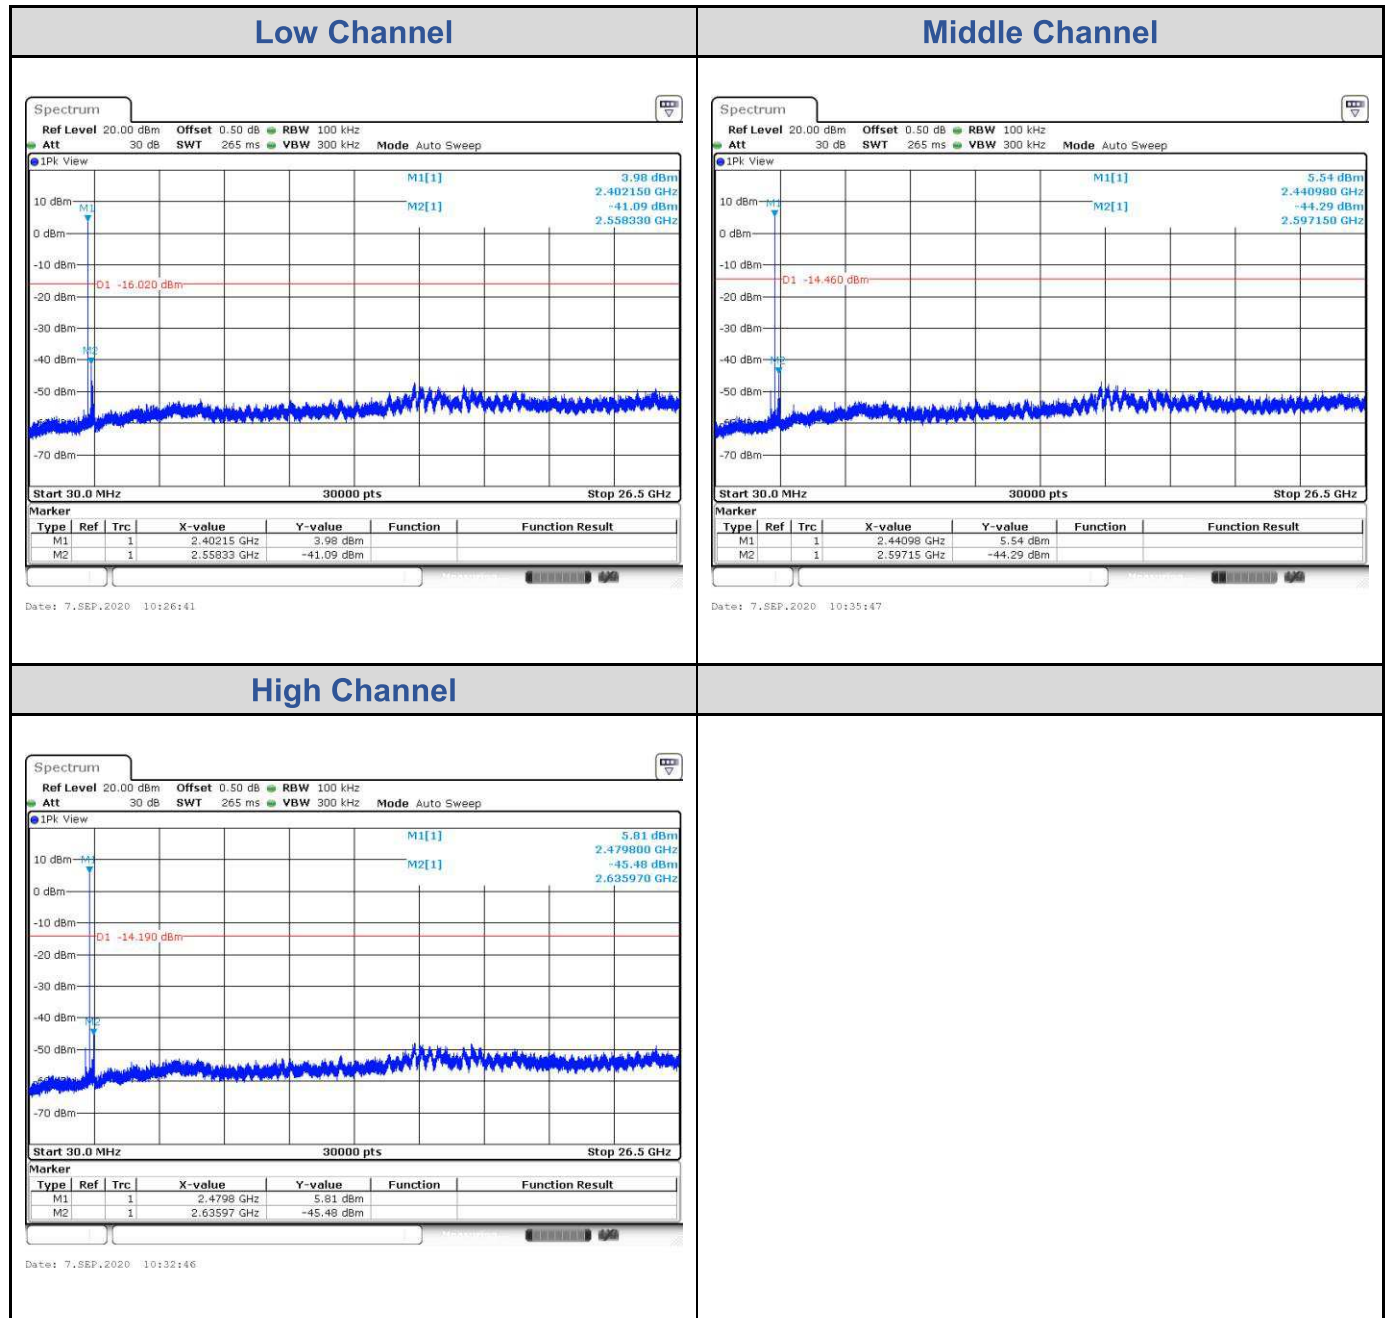 Low Channel
Middle Channel
Spectrum
Ref Level 20.00 dBm Offset 0.50 dB RBW 100 kHz
Att 30 dB SWT 265 ms VBW 300 kHz Mode Auto Sweep
1Pk View
M1[1] 3.98 dBm
2.402150 GHz
M2[1] -41.09 dBm
2.558330 GHz
10 dBm
M1
0 dBm
-10 dBm
D1 -16.020 dBm
-20 dBm
-30 dBm
M2
-40 dBm
-50 dBm
-70 dBm
Start 30.0 MHz 30000 pts Stop 26.5 GHz
Marker
Type Ref Trc X-value Y-value Function Function Result
M1 1 2.40215 GHz 3.98 dBm
M2 1 2.55833 GHz -41.09 dBm
Date: 7.SEP.2020 10:26:41
Spectrum
Ref Level 20.00 dBm Offset 0.50 dB RBW 100 kHz
Att 30 dB SWT 265 ms VBW 300 kHz Mode Auto Sweep
1Pk View
M1[1] 5.54 dBm
2.440980 GHz
M2[1] -44.29 dBm
2.597150 GHz
10 dBm
M1
0 dBm
-10 dBm
D1 -14.460 dBm
-20 dBm
-30 dBm
-40 dBm
M2
-50 dBm
-70 dBm
Start 30.0 MHz 30000 pts Stop 26.5 GHz
Marker
Type Ref Trc X-value Y-value Function Function Result
M1 1 2.44098 GHz 5.54 dBm
M2 1 2.59715 GHz -44.29 dBm
Date: 7.SEP.2020 10:35:47
High Channel
Spectrum
Ref Level 20.00 dBm Offset 0.50 dB RBW 100 kHz
Att 30 dB SWT 265 ms VBW 300 kHz Mode Auto Sweep
1Pk View
M1[1] 5.81 dBm
2.479800 GHz
M2[1] -45.48 dBm
2.635970 GHz
10 dBm
M1
0 dBm
-10 dBm
D1 -14.190 dBm
-20 dBm
-30 dBm
-40 dBm
M2
-50 dBm
-70 dBm
Start 30.0 MHz 30000 pts Stop 26.5 GHz
Marker
Type Ref Trc X-value Y-value Function Function Result
M1 1 2.4798 GHz 5.81 dBm
M2 1 2.63597 GHz -45.48 dBm
Date: 7.SEP.2020 10:32:46